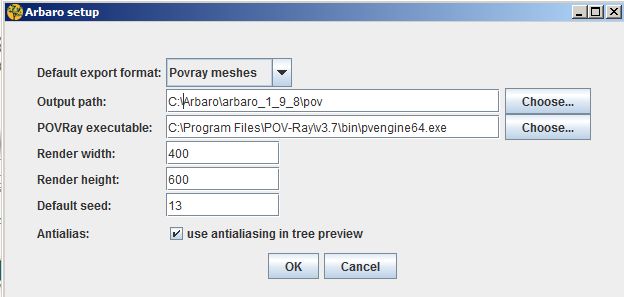 Arbaro setup
Default export format: Povray meshes
Output path: C:\Arbaro\arbaro_1_9_8\pov Choose...
POVRay executable: C:\Program Files\POV-Ray\v3.7\bin\pvengine64.exe Choose...
Render width: 400
Render height: 600
Default seed: 13
Antialias: use antialiasing in tree preview
OK Cancel